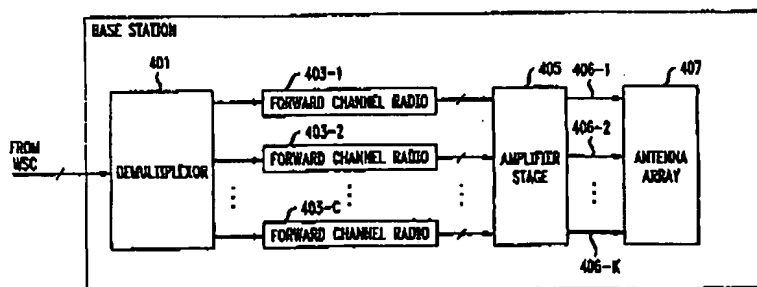 BASE STATION
401
403-1
405
406-1
407
FORWARD CHANNEL RADIO
403-2
406-2
FROM
WSC
DEMULTIPLEXOR
FORWARD CHANNEL RADIO
AMPLIFIER
STAGE
ANTENNA
ARRAY
403-C
FORWARD CHANNEL RADIO
406-K